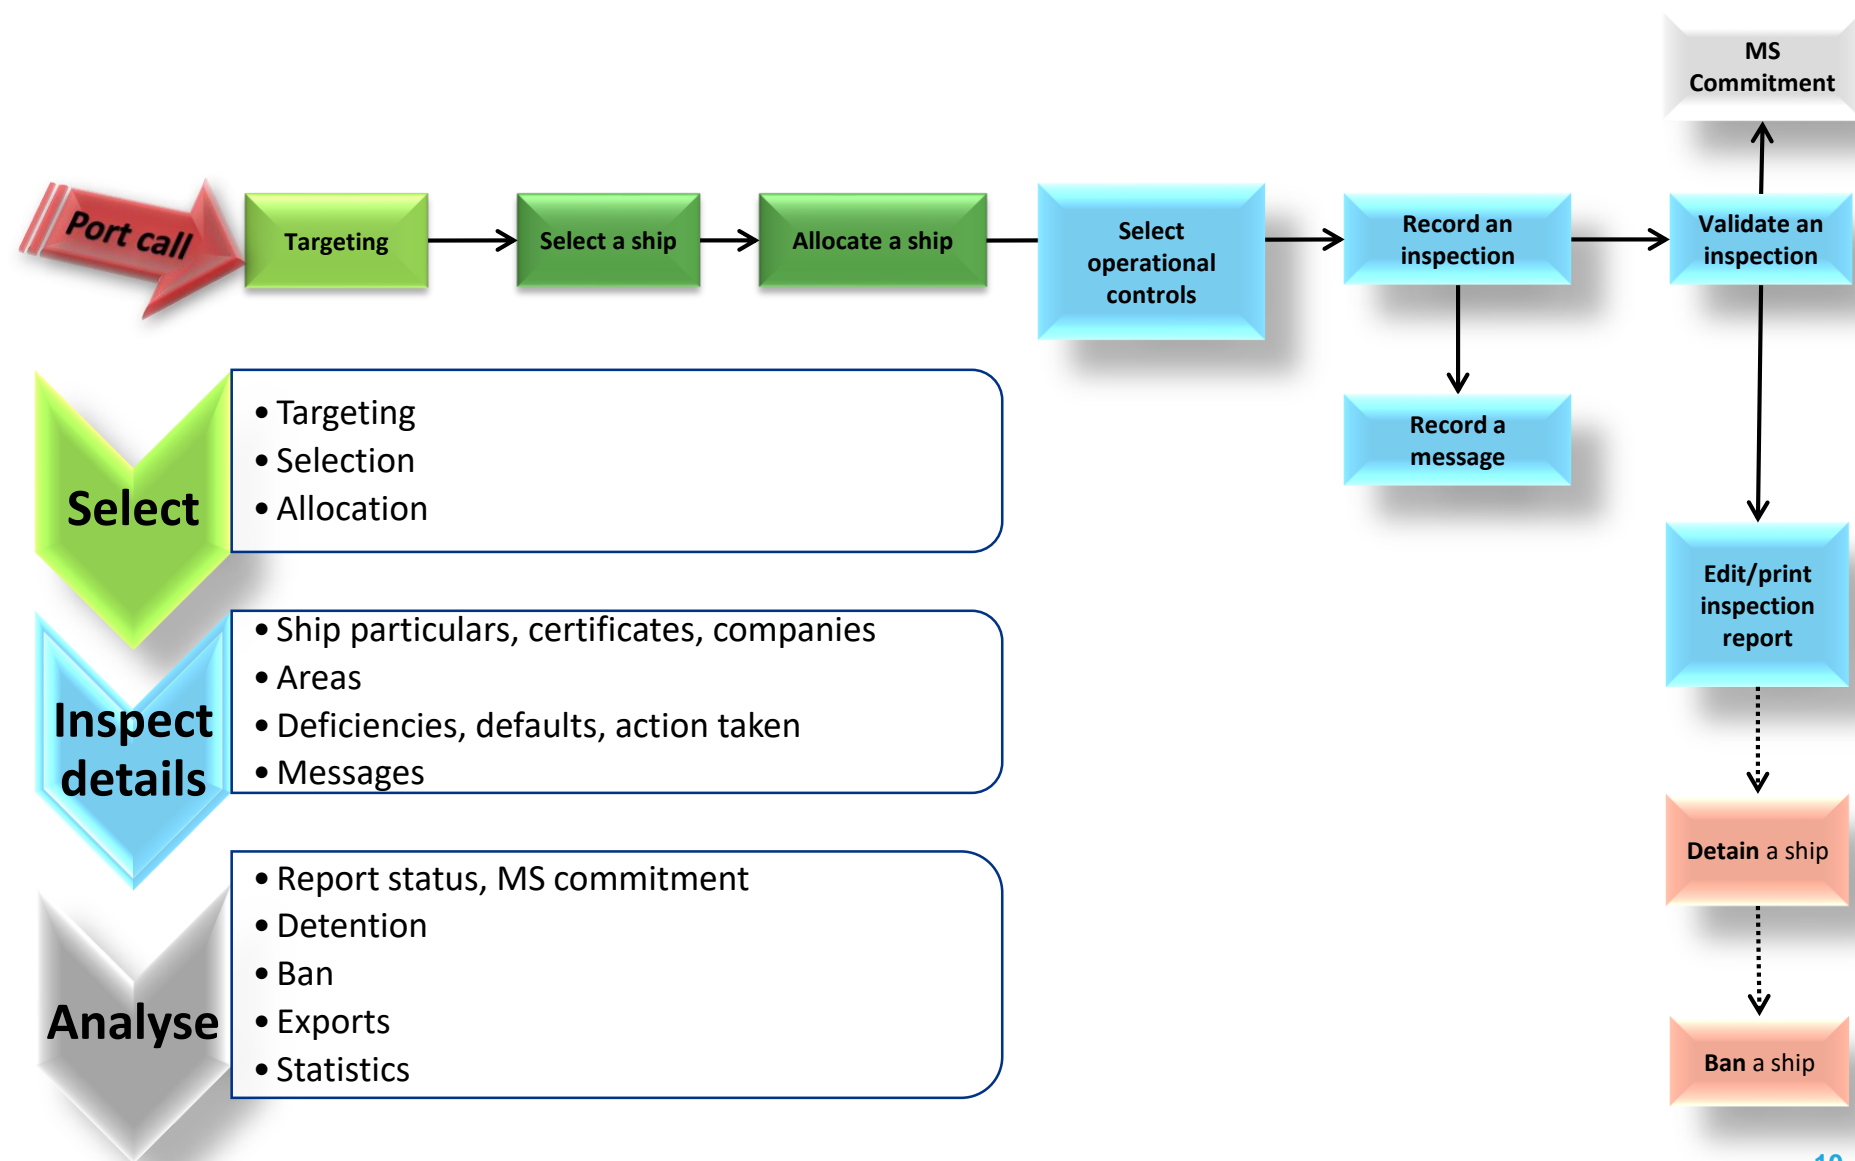 MS
Commitment
Port call
Targeting
Select a ship
Allocate a ship
Select
operational
controls
Record an
inspection
Validate an
inspection
Record a
message
Edit/print
inspection
report
Detain a ship
Ban a ship
Select
• Targeting
• Selection
• Allocation
Inspect
details
• Ship particulars, certificates, companies
• Areas
• Deficiencies, defaults, action taken
• Messages
Analyse
• Report status, MS commitment
• Detention
• Ban
• Exports
• Statistics